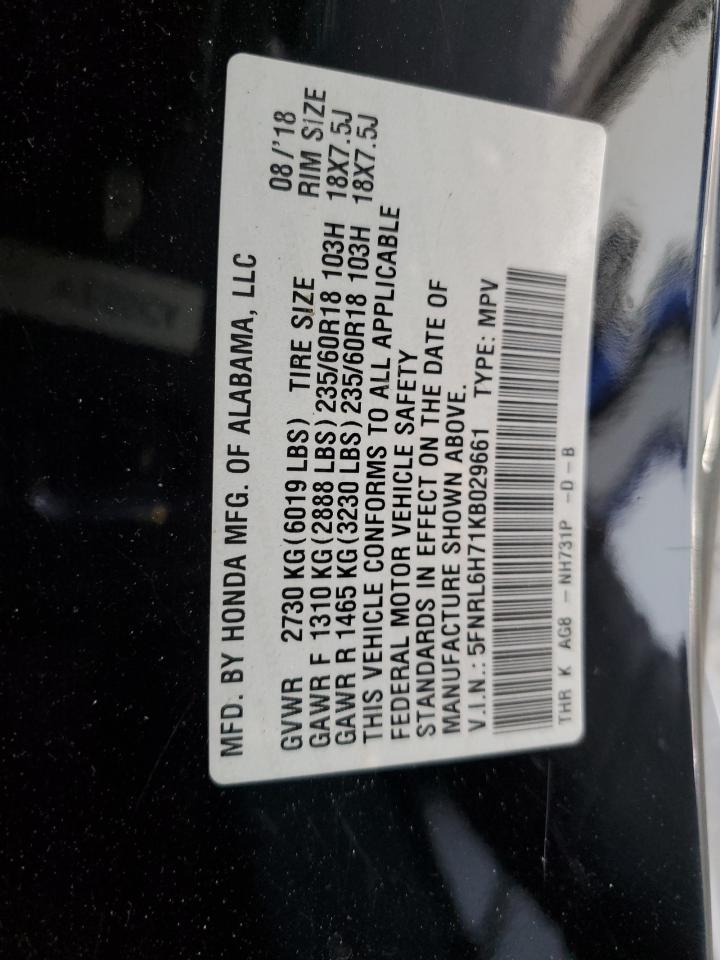 MFD. BY HONDA MFG. OF ALABAMA, LLC 08/'18
GVWR 2730 KG(6019 LBS) TIRE SIZE RIM SIZE
GAWR F 1310 KG(2888 LBS)235/60R18 103H 18X7.5J
GAWR R 1465 KG(3230 LBS)235/60R18 103H 18X7.5J
THIS VEHICLE CONFORMS TO ALL APPLICABLE
FEDERAL MOTOR VEHICLE SAFETY
STANDARDS IN EFFECT ON THE DATE OF
MANUFACTURE SHOWN ABOVE.
V.I.N.: 5FNRL6H71KB029661 TYPE: MPV
THR K AG8 -NH731P -D-B